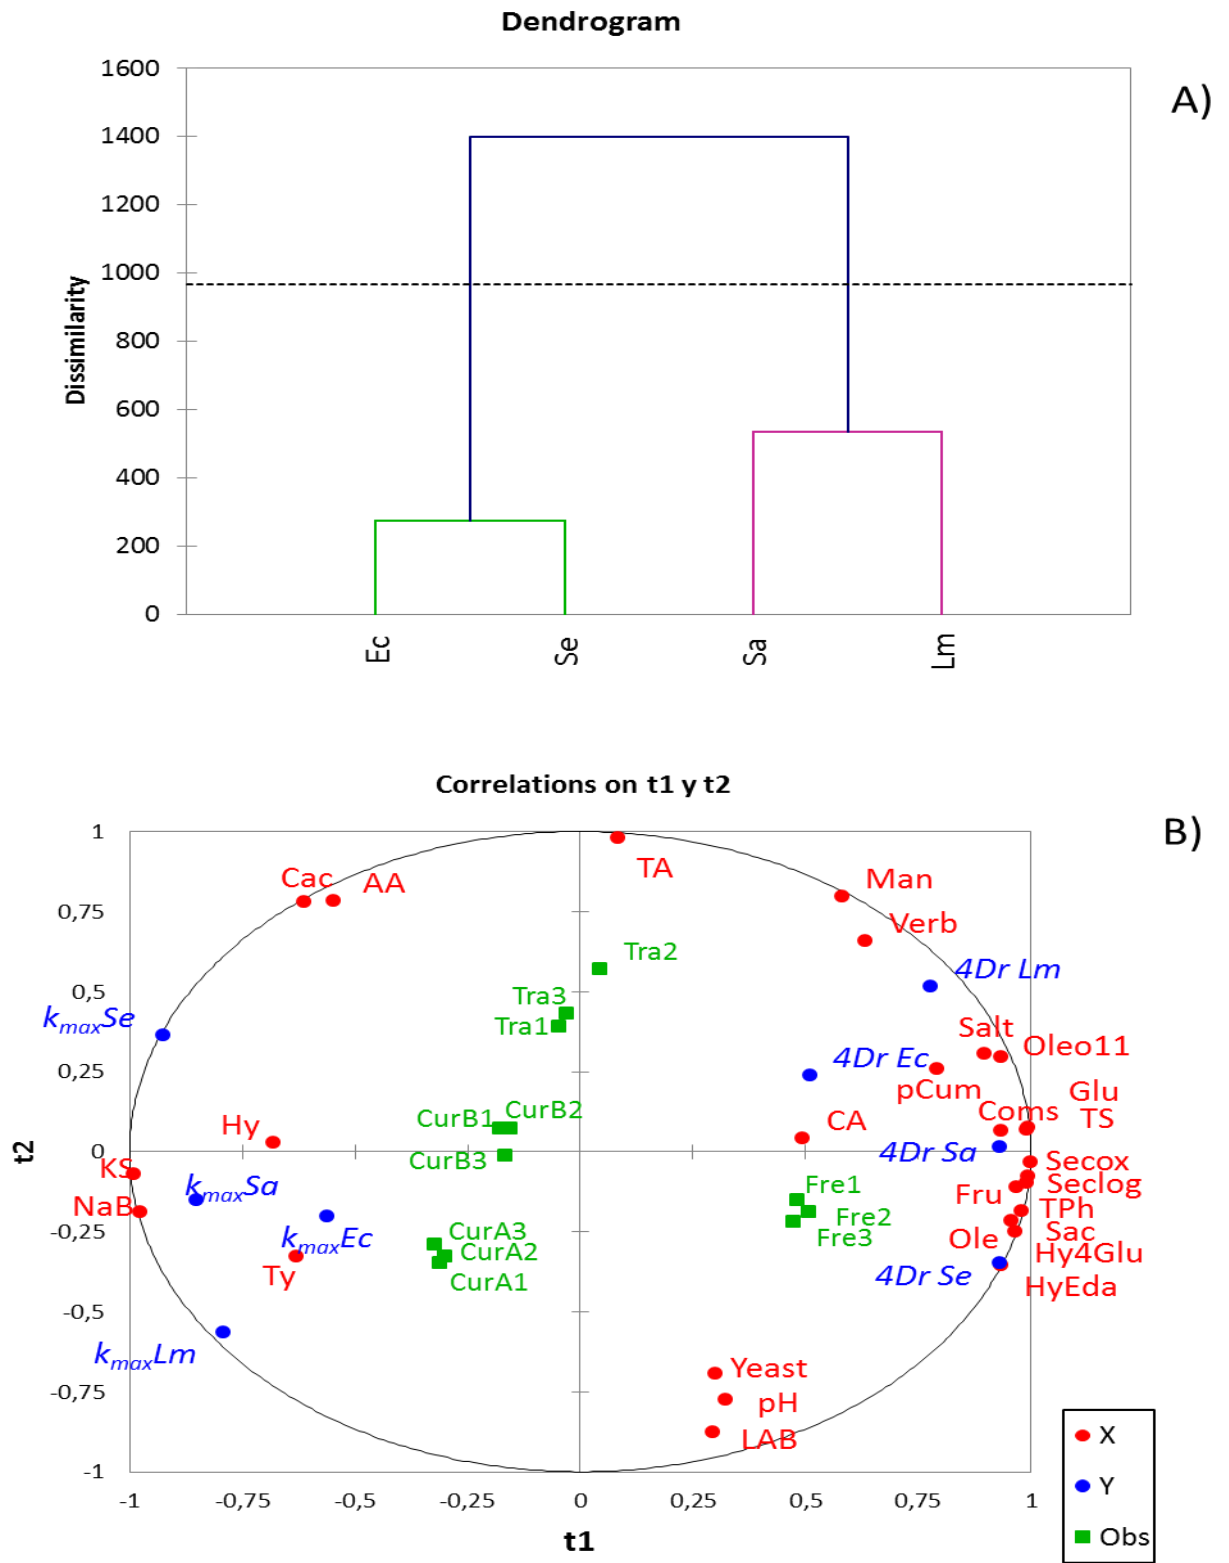 Dendrogram
A)
1600
1400
1200
1000
800
600
400
200
0
Dissimilarity
Ec
Se
Sa
Lm
Correlations on t1 y t2
B)
1
0,75
0,5
0,25
0
-0,25
-0,5
-0,75
-1
t2
TA
Man
Cac
AA
Verb
Tra2
4Dr Lm
kmaxSe
Tra3
Tra1
Salt
Oleo11
4Dr Ec
pCum
Glu
CurB1
CurB2
Coms
TS
Hy
CA
CurB3
4Dr Sa
KS
Secox
kmaxSa
Fre1
Fru
Seclog
NaB
Fre2
TPh
kmaxEc
CurA3
Fre3
Ole
Sac
CurA2
Hy4Glu
Ty
CurA1
4Dr Se
HyEda
kmaxLm
Yeast
pH
LAB
-1
-0,75
-0,5
-0,25
0
0,25
0,5
0,75
1
t1
X
Y
Obs